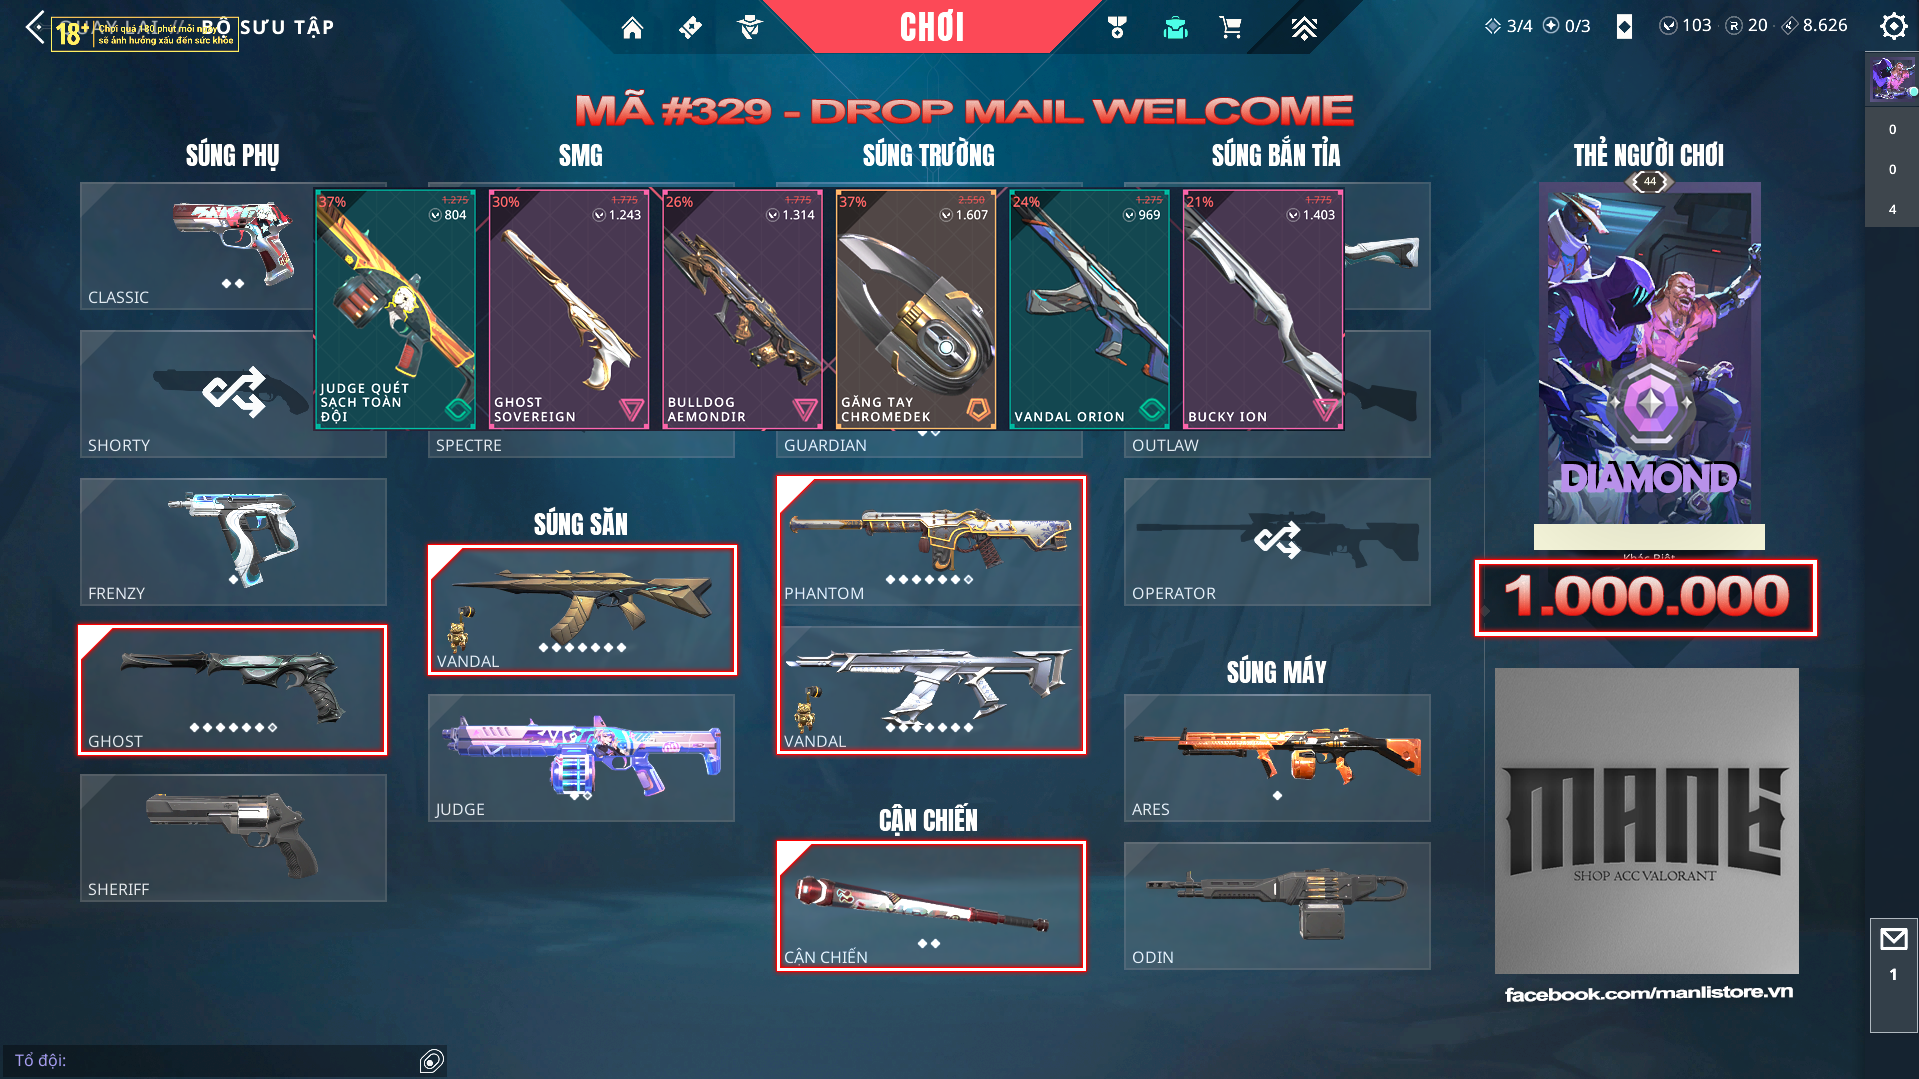 BỘ SƯU TẬP
18+
Chơi quá 180 phút mỗi ngày
sẽ ảnh hưởng xấu đến sức khỏe
CHƠI
3/4
0/3
103
20
8.626
MÃ #329 - DROP MAIL WELCOME
SÚNG PHỤ
SMG
SÚNG TRƯỜNG
SÚNG BẮN TỈA
THẺ NGƯỜI CHƠI
0
0
4
44
37%
1.275
804
JUDGE QUÉT
SẠCH TOÀN
ĐỘI
30%
1.775
1.243
GHOST
SOVEREIGN
26%
1.775
1.314
BULLDOG
AEMONDIR
37%
2.550
1.607
GĂNG TAY
CHROMEDEK
24%
1.275
969
VANDAL ORION
21%
1.775
1.403
BUCKY ION
CLASSIC
SHORTY
SPECTRE
GUARDIAN
OUTLAW
DIAMOND
Khác Biệt
FRENZY
SÚNG SĂN
VANDAL
PHANTOM
OPERATOR
1.000.000
GHOST
VANDAL
SÚNG MÁY
JUDGE
ARES
SHERIFF
CẬN CHIẾN
CẬN CHIẾN
ODIN
SHOP ACC VALORANT
facebook.com/manlistore.vn
1
Tổ đội: